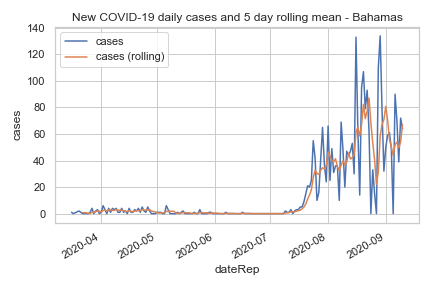 New COVID-19 daily cases and 5 day rolling mean - Bahamas
cases
cases (rolling)
140
120
100
80
60
40
20
0
cases
2020-04
2020-05
2020-06
2020-07
2020-08
2020-09
dateRep